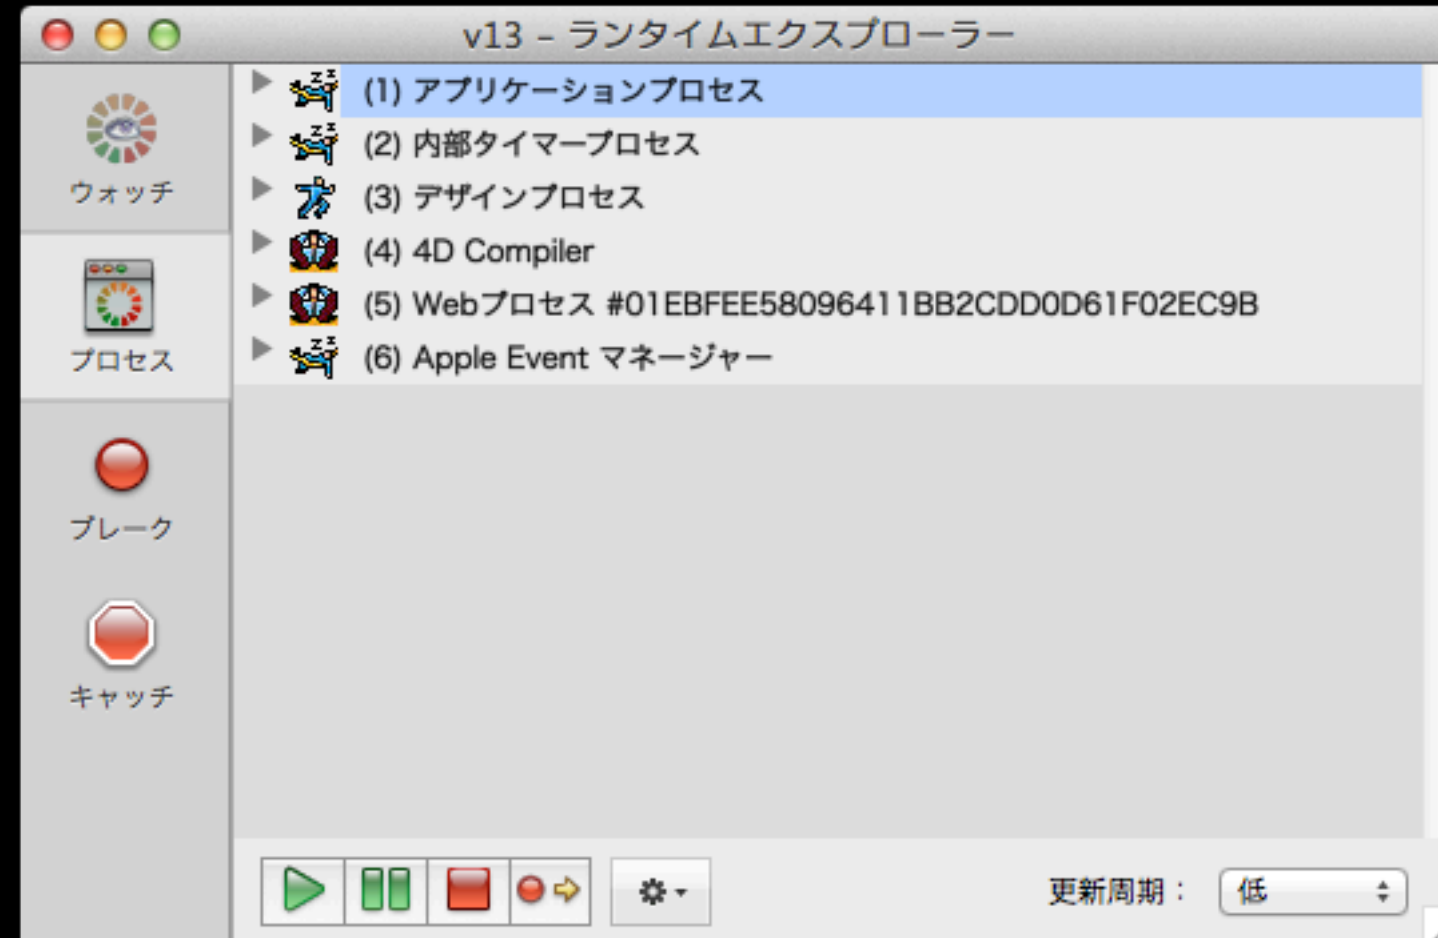 v13 – ランタイムエクスプローラー
ウォッチ
プロセス
ブレーク
キャッチ
(1) アプリケーションプロセス
(2) 内部タイマープロセス
(3) デザインプロセス
(4) 4D Compiler
(5) Webプロセス #01EBFEE58096411BB2CDD0D61F02EC9B
(6) Apple Event マネージャー
更新周期： 低